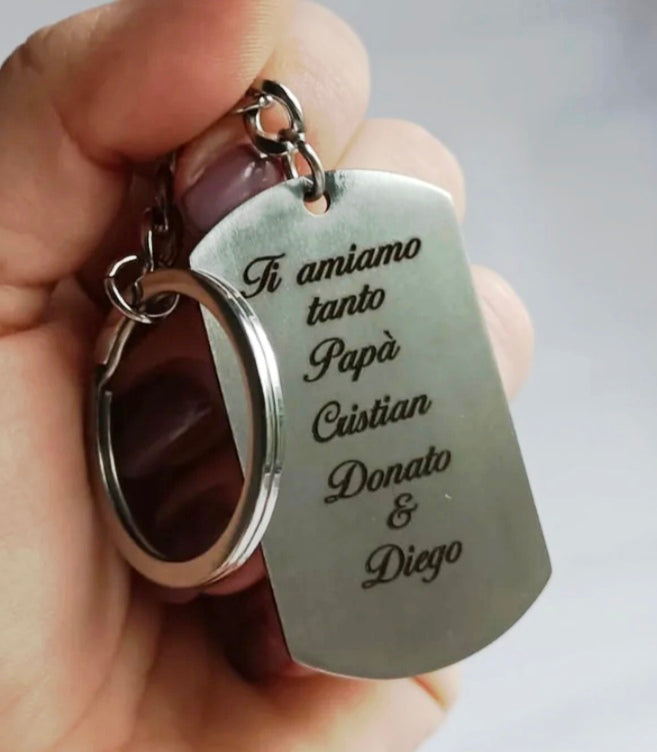 Ti amiamo
tanto
Papà
Cristian
Donato
&
Diego